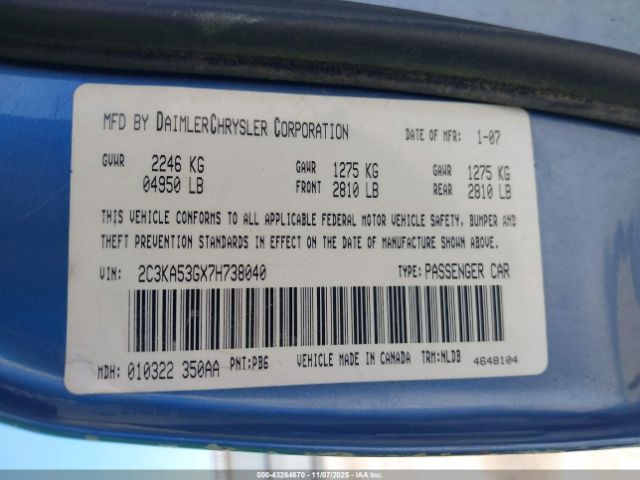 MFD BY DAIMLERCHRYSLER CORPORATION DATE OF MFR: 1-07
GVWR 2246 KG GAWR 1275 KG GAWR 1275 KG
04950 LB FRONT 2810 LB REAR 2810 LB
THIS VEHICLE CONFORMS TO ALL APPLICABLE FEDERAL MOTOR VEHICLE SAFETY, BUMPER AND
THEFT PREVENTION STANDARDS IN EFFECT ON THE DATE OF MANUFACTURE SHOWN ABOVE.
VIN: 2C3KA53GX7H738040 TYPE: PASSENGER CAR
MDH: 010322 350AA PNT:PB6 VEHICLE MADE IN CANADA TRM:NLDB 4648104
000-43264670 - 11/07/2025 - IAA Inc.